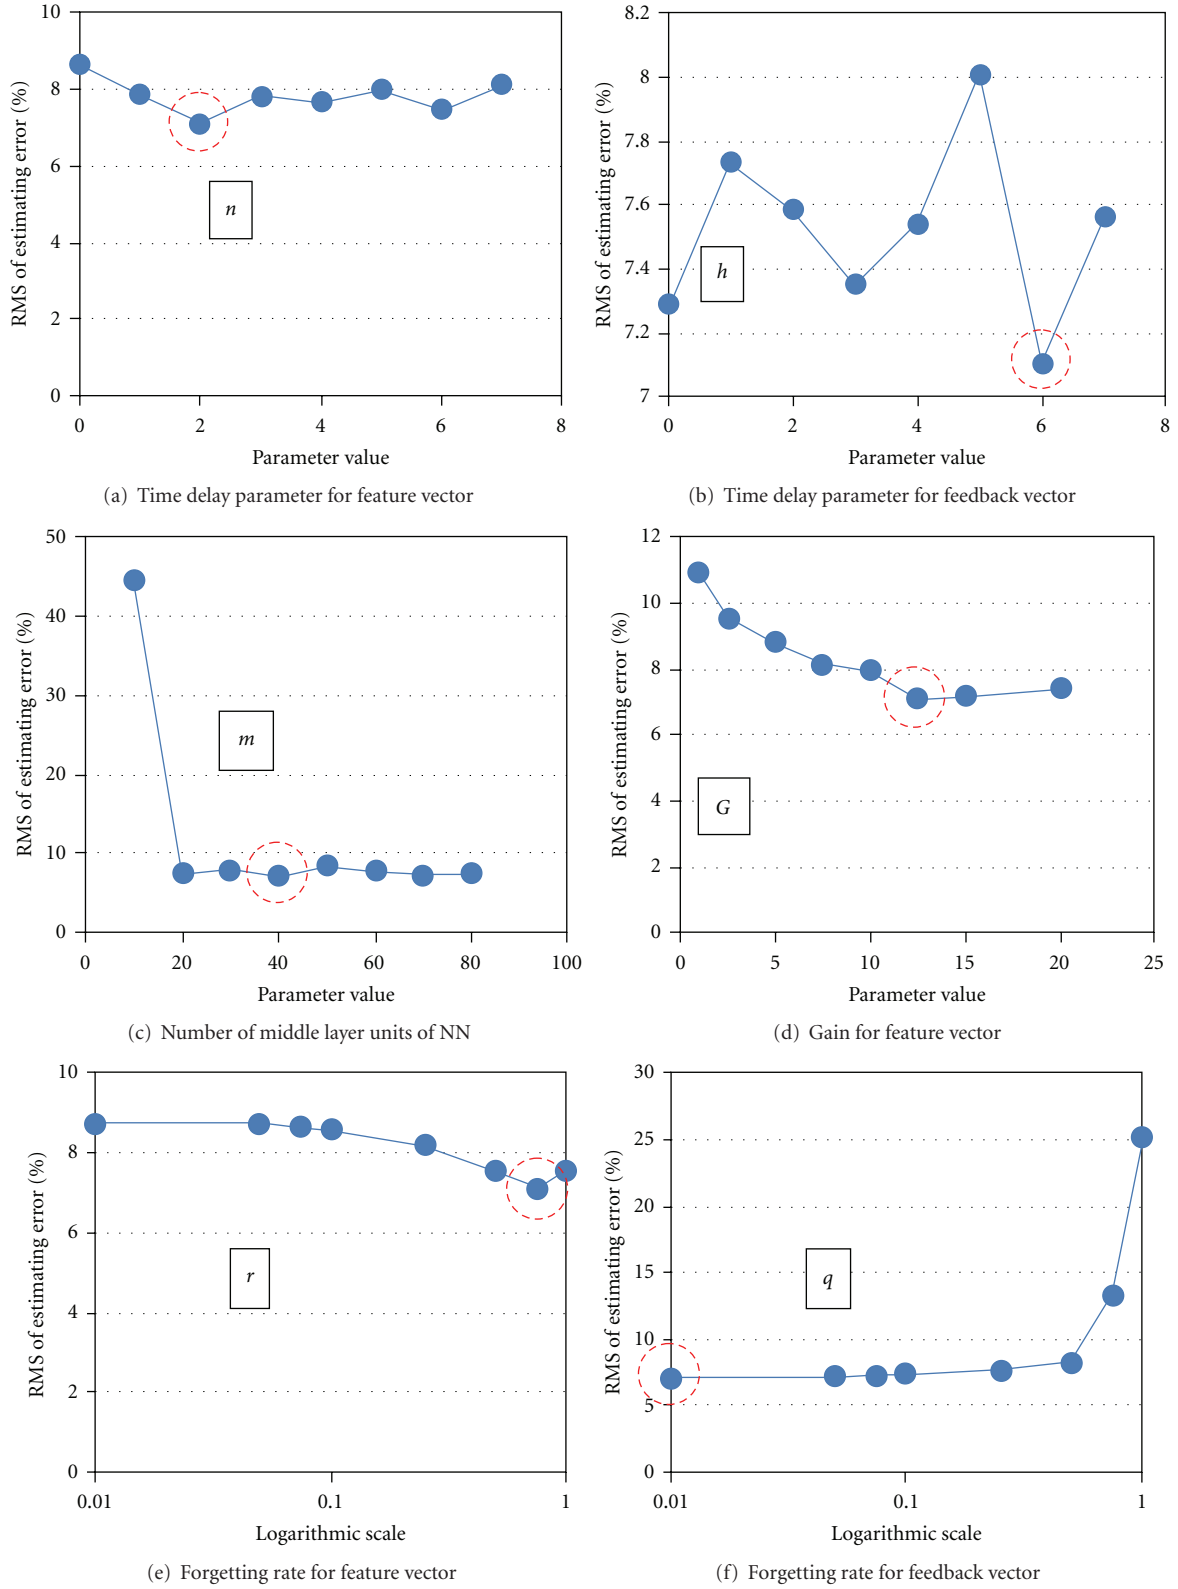 10
8
6
4
2
0
RMS of estimating error (%)
n
0 2 4 6 8
Parameter value
(a) Time delay parameter for feature vector
8.2
8
7.8
7.6
7.4
7.2
7
RMS of estimating error (%)
h
0 2 4 6 8
Parameter value
(b) Time delay parameter for feedback vector
50
40
30
20
10
0
RMS of estimating error (%)
m
0 20 40 60 80 100
Parameter value
(c) Number of middle layer units of NN
12
10
8
6
4
2
0
RMS of estimating error (%)
G
0 5 10 15 20 25
Parameter value
(d) Gain for feature vector
10
8
6
4
2
0
RMS of estimating error (%)
r
0.01 0.1 1
Logarithmic scale
(e) Forgetting rate for feature vector
30
25
20
15
10
5
0
RMS of estimating error (%)
q
0.01 0.1 1
Logarithmic scale
(f) Forgetting rate for feedback vector